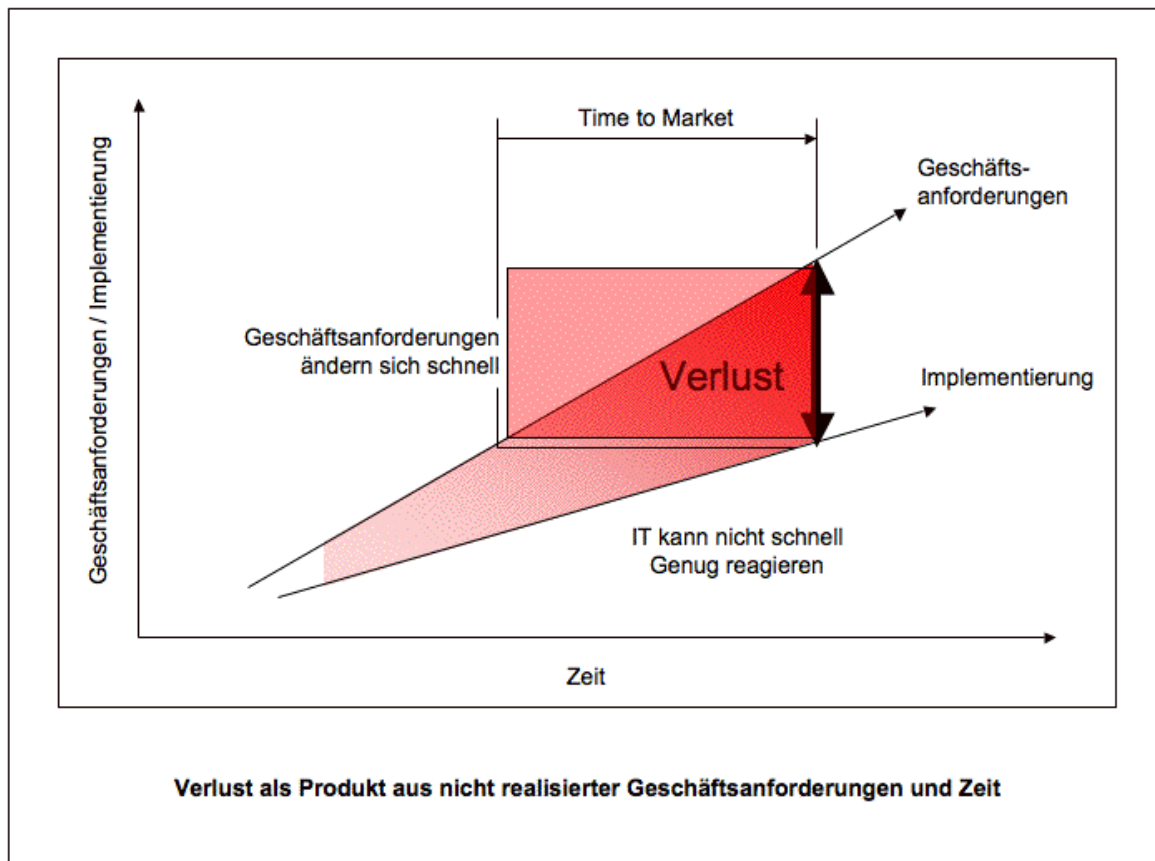 Time to Market
Geschäfts-
anforderungen
Geschäftsanforderungen / Implementierung
Geschäftsanforderungen
ändern sich schnell
Verlust
Implementierung
IT kann nicht schnell
Genug reagieren
Zeit
Verlust als Produkt aus nicht realisierter Geschäftsanforderungen und Zeit